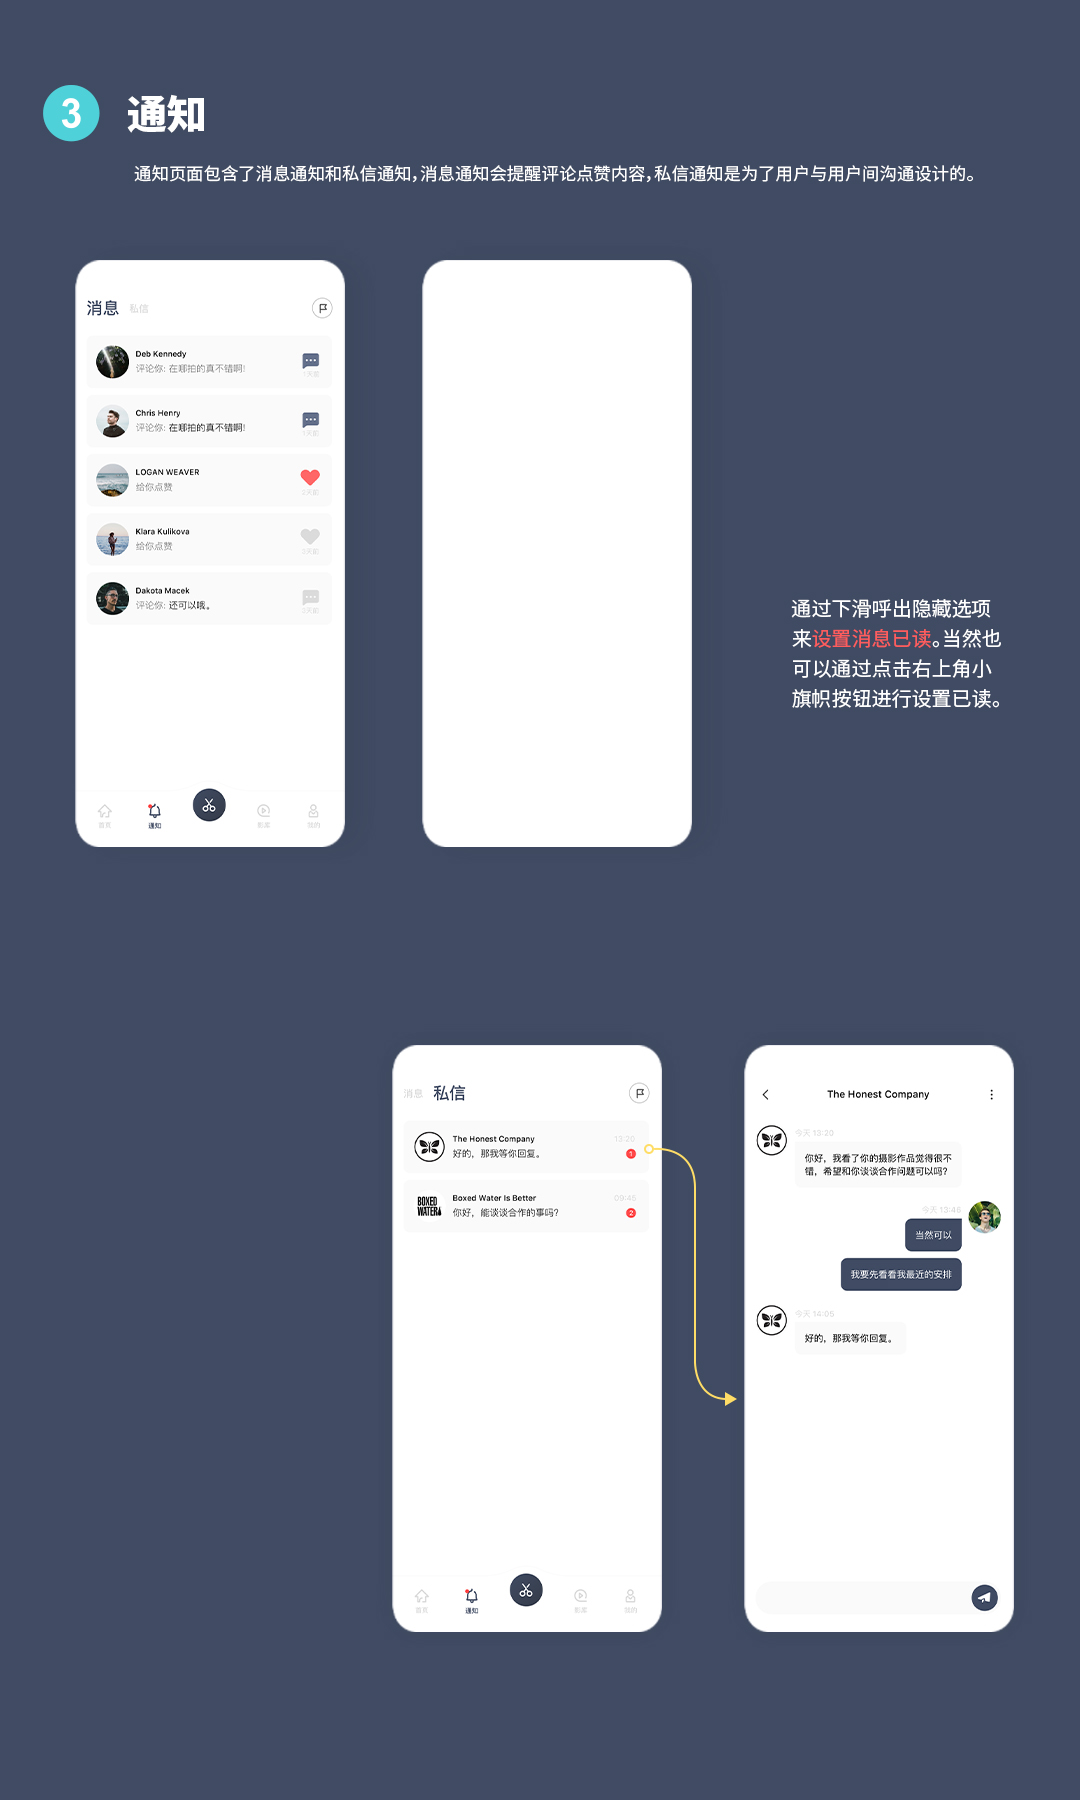 3
通知
通知页面包含了消息通知和私信通知，消息通知会提醒评论点赞内容，私信通知是为了用户与用户间沟通设计的。
消息 私信
Deb Kennedy
评论你: 在哪拍的真不错啊!
1天前
Chris Henry
评论你: 在哪拍的真不错啊!
1天前
LOGAN WEAVER
给你点赞
2天前
Klara Kulikova
给你点赞
3天前
Dakota Macek
评论你: 还可以哦。
3天前
首页 通知 影库 我的
通过下滑呼出隐藏选项
来设置消息已读。当然也
可以通过点击右上角小
旗帜按钮进行设置已读。
消息 私信
The Honest Company 13:20
好的，那我等你回复。 1
BOXED
WATER
Boxed Water Is Better 09:45
你好，能谈谈合作的事吗? 2
首页 通知 影库 我的
The Honest Company
今天 13:20
你好，我看了你的摄影作品觉得很不
错，希望和你谈谈合作问题可以吗?
今天 13:45
当然可以
我要先看看我最近的安排
今天 14:05
好的，那我等你回复。